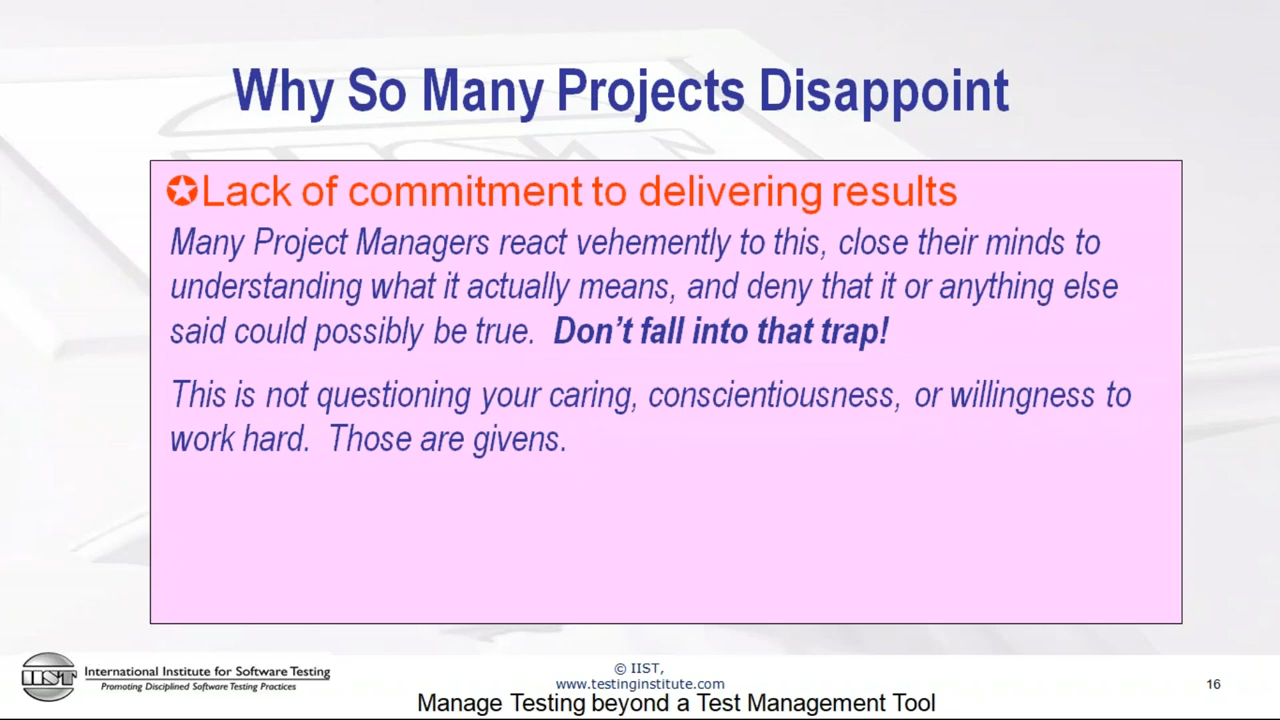 Why So Many Projects Disappoint
✪Lack of commitment to delivering results
Many Project Managers react vehemently to this, close their minds to
understanding what it actually means, and deny that it or anything else
said could possibly be true.  Don't fall into that trap!
This is not questioning your caring, conscientiousness, or willingness to
work hard.  Those are givens.
IIST
International Institute for Software Testing
Promoting Disciplined Software Testing Practices
© IIST,
www.testinginstitute.com
16
Manage Testing beyond a Test Management Tool